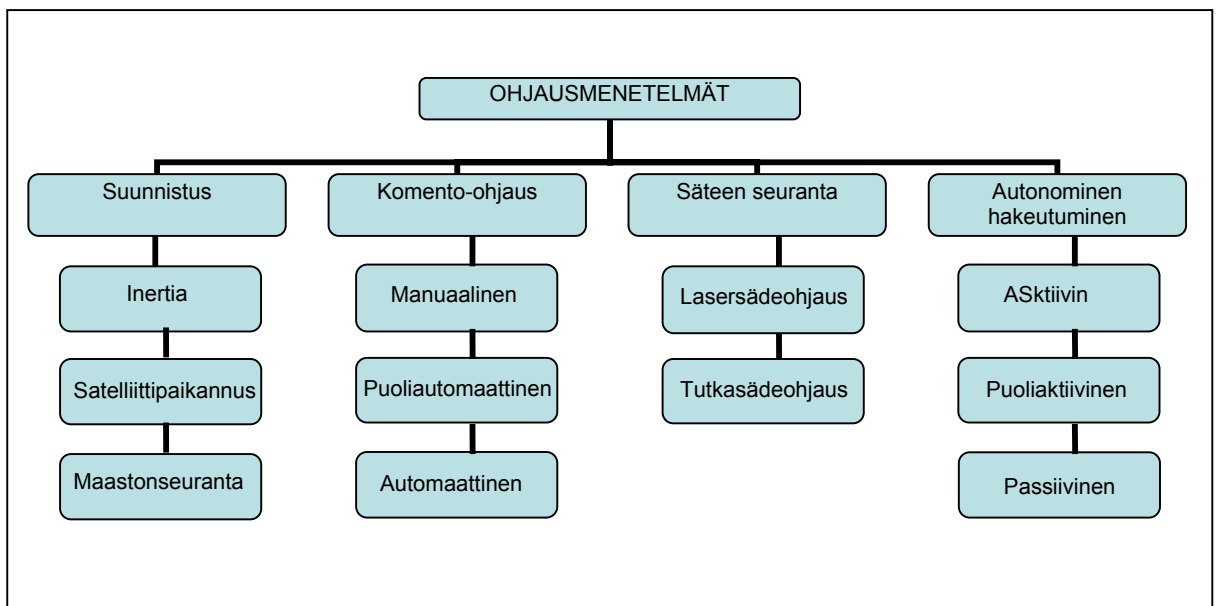 OHJAUSMENETELMÄT
Suunnistus
Komento-ohjaus
Säteen seuranta
Autonominen
hakeutuminen
Inertia
Manuaalinen
Lasersädeohjaus
ASktiivin
Satelliittipaikannus
Puoliautomaattinen
Tutkasädeohjaus
Puoliaktiivinen
Maastonseuranta
Automaattinen
Passiivinen